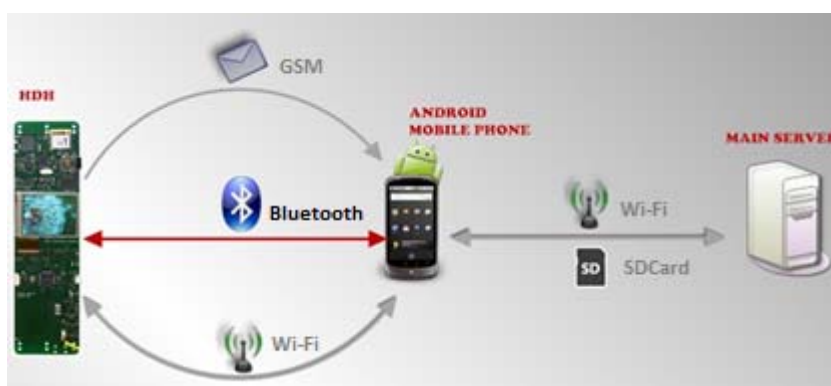 GSM
HDH
ANDROID
MOBILE PHONE
MAIN SERVER
Bluetooth
Wi-Fi
SD
SDCard
Wi-Fi